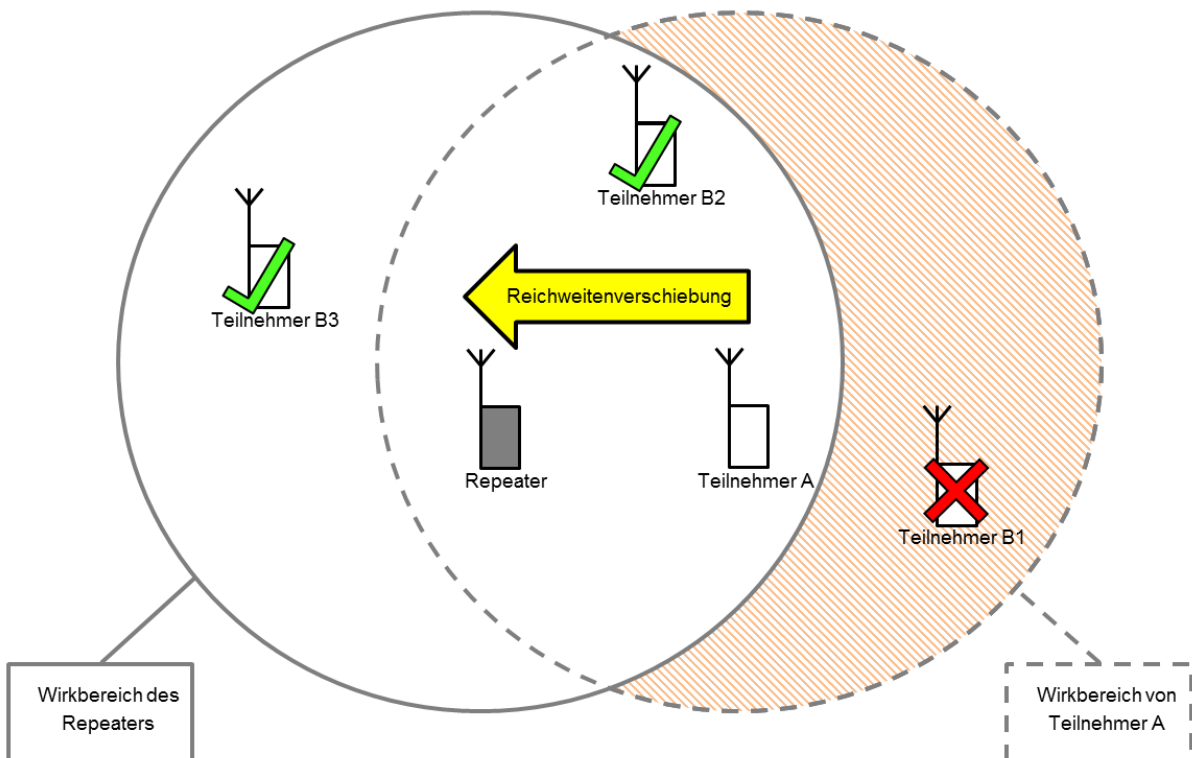 Teilnehmer B2
Teilnehmer B3
Reichweitenverschiebung
Repeater
Teilnehmer A
Teilnehmer B1
Wirkbereich des
Repeaters
Wirkbereich von
Teilnehmer A